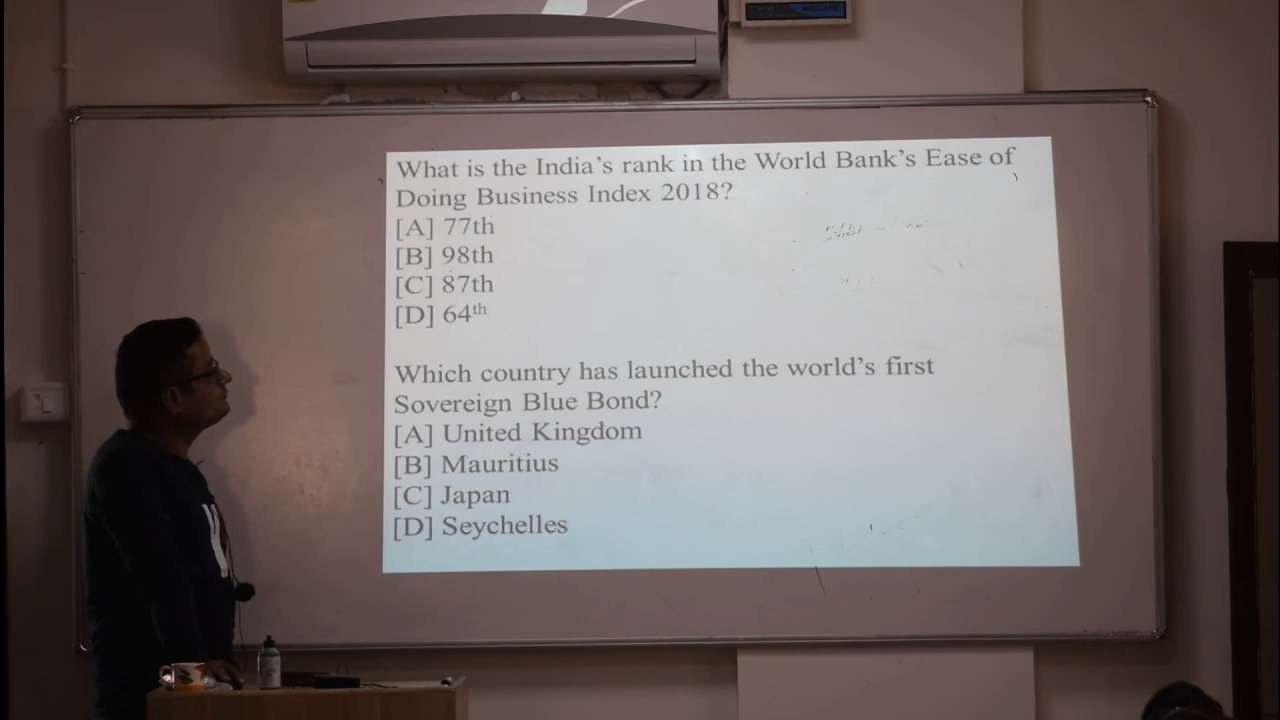 What is the India's rank in the World Bank's Ease of
Doing Business Index 2018?
[A] 77th
[B] 98th
[C] 87th
[D] 64th
Which country has launched the world's first
Sovereign Blue Bond?
[A] United Kingdom
[B] Mauritius
[C] Japan
[D] Seychelles